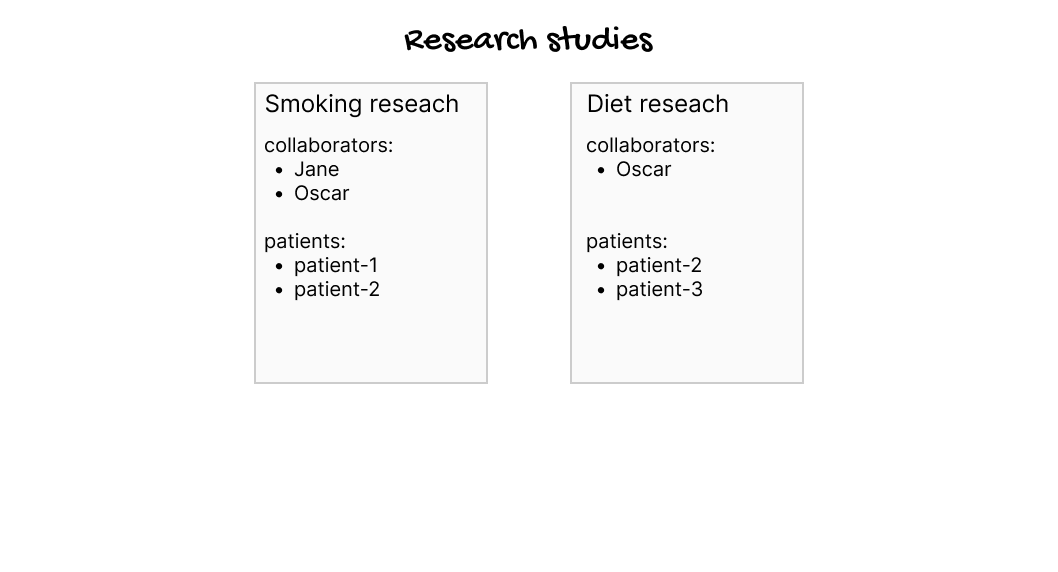 Research studies
Smoking reseach
collaborators:
• Jane
• Oscar
patients:
• patient-1
• patient-2
Diet reseach
collaborators:
• Oscar
patients:
• patient-2
• patient-3